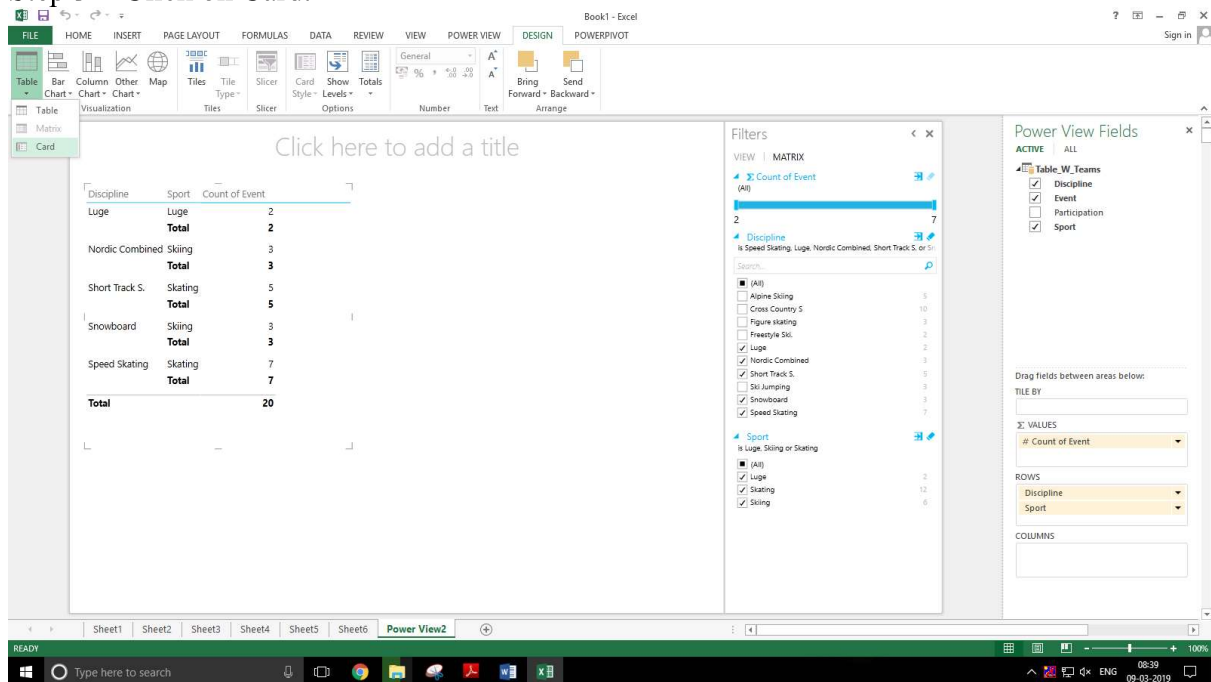 Book1 - Excel
Sign in
FILE HOME INSERT PAGE LAYOUT FORMULAS DATA REVIEW VIEW POWER VIEW DESIGN POWERPIVOT
General
Table Bar Chart Column Chart Other Chart Map Tiles Tile Type Slicer Card Style Show Levels Totals Bring Forward Send Backward
Visualization Tiles Slicer Options Number Text Arrange
Table
Matrix
Card
Click here to add a title
Discipline Sport Count of Event
Luge Luge 2
Total 2
Nordic Combined Skiing 3
Total 3
Short Track S. Skating 5
Total 5
Snowboard Skiing 3
Total 3
Speed Skating Skating 7
Total 7
Total 20
Filters
VIEW | MATRIX
Σ Count of Event
(All)
2 7
Discipline
is Speed Skating, Luge, Nordic Combined, Short Track S. or
Search...
(All)
Alpine Skiing 5
Cross Country S 10
Figure skating 3
Freestyle Ski. 2
Luge 2
Nordic Combined 3
Short Track S. 5
Ski Jumping 3
Snowboard 3
Speed Skating 7
Sport
is Luge, Skiing or Skating
(All)
Luge 2
Skating 12
Skiing 6
Power View Fields
ACTIVE | ALL
Table_W_Teams
Discipline
Event
Participation
Sport
Drag fields between areas below:
TILE BY
Σ VALUES
# Count of Event
ROWS
Discipline
Sport
COLUMNS
Sheet1 Sheet2 Sheet3 Sheet4 Sheet5 Sheet6 Power View2
READY
100%
Type here to search
ENG
08:39
09-03-2019